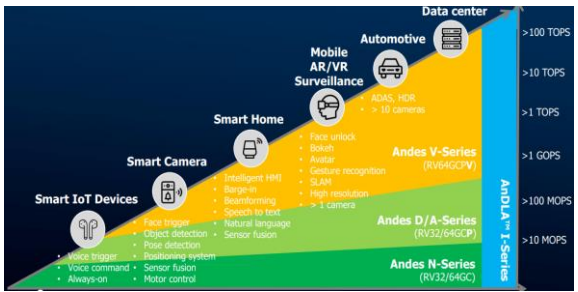 Data center
>100 TOPS
Automotive
Mobile
AR/VR
Surveillance
>10 TOPS
• ADAS, HDR
• > 10 cameras
>1 TOPS
Smart Home
• Face unlock
• Bokeh
• Avatar
• Gesture recognition
• SLAM
• High resolution
• > 1 camera
Andes V-Series
(RV64GCPV)
>1 GOPS
Smart Camera
• Intelligent HMI
• Barge-in
• Beamforming
• Speech to text
• Natural language
• Sensor fusion
Smart IoT Devices
• Face trigger
• Object detection
• Pose detection
• Positioning system
• Sensor fusion
• Motor control
Andes D/A-Series
(RV32/64GCP)
>100 MOPS
>10 MOPS
• Voice trigger
• Voice command
• Always-on
Andes N-Series
(RV32/64GC)
AnDLA™ I-Series